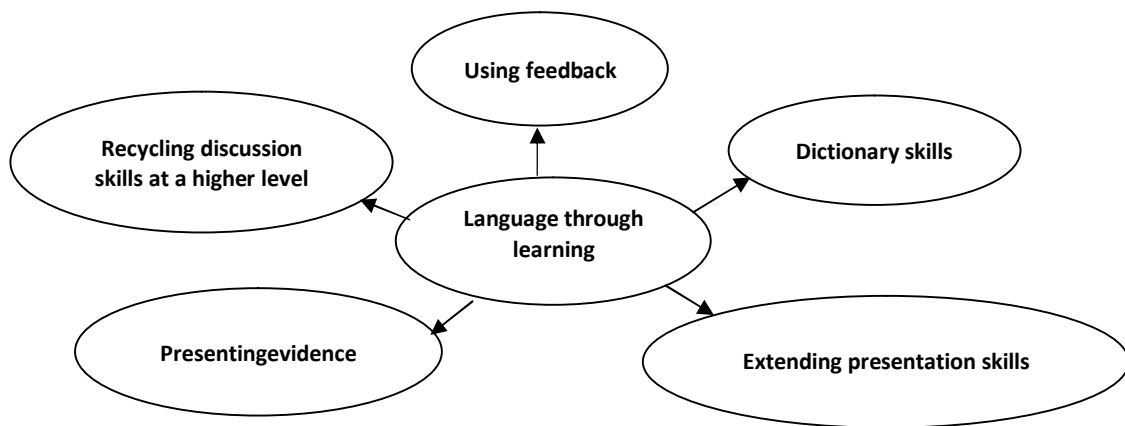 Using feedback
Recycling discussion
skills at a higher level
Dictionary skills
Language through
learning
Presentingevidence
Extending presentation skills